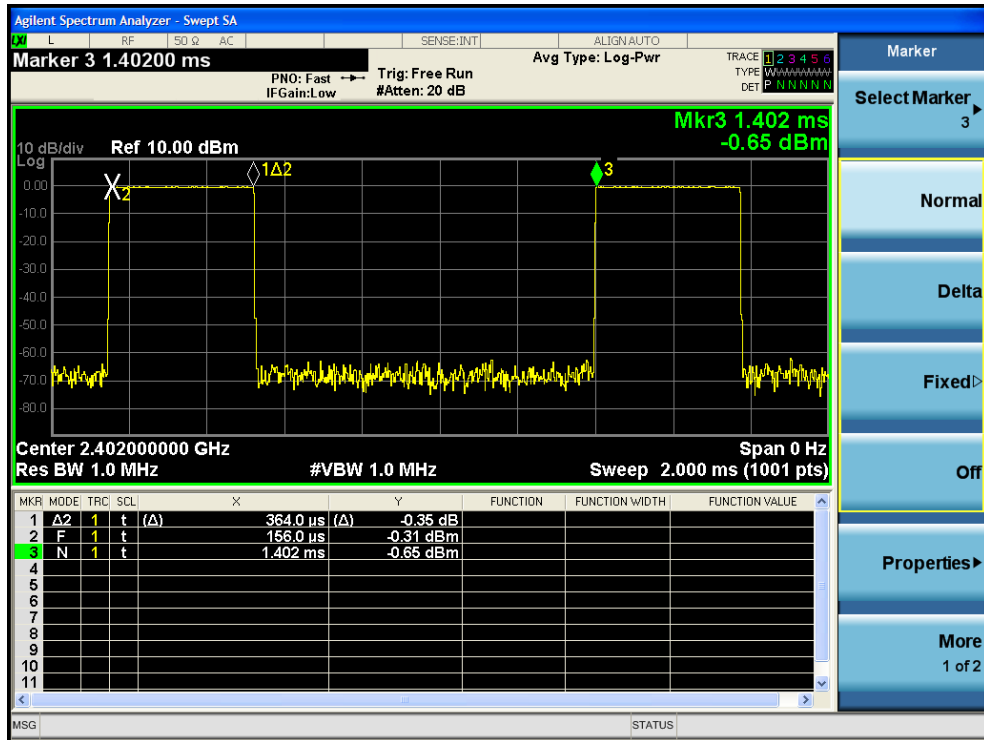 Agilent Spectrum Analyzer - Swept SA
LXI L RF 50 Ω AC SENSE:INT ALIGN AUTO
Marker 3 1.40200 ms
PNO: Fast
IFGain:Low
Trig: Free Run
#Atten: 20 dB
Avg Type: Log-Pwr
TRACE 1 2 3 4 5 6
TYPE
DET P N N N N N
Mkr3 1.402 ms
-0.65 dBm
10 dB/div Ref 10.00 dBm
Log
1Δ2
3
2
0.00
-10.0
-20.0
-30.0
-40.0
-50.0
-60.0
-70.0
-80.0
Center 2.402000000 GHz Span 0 Hz
Res BW 1.0 MHz #VBW 1.0 MHz Sweep 2.000 ms (1001 pts)
MKR MODE TRC SCL X Y FUNCTION FUNCTION WIDTH FUNCTION VALUE
1 Δ2 1 t (Δ) 364.0 µs (Δ) -0.35 dB
2 F 1 t 156.0 µs -0.31 dBm
3 N 1 t 1.402 ms -0.65 dBm
4
5
6
7
8
9
10
11
MSG STATUS
Marker
Select Marker
3
Normal
Delta
Fixed
Off
Properties
More
1 of 2